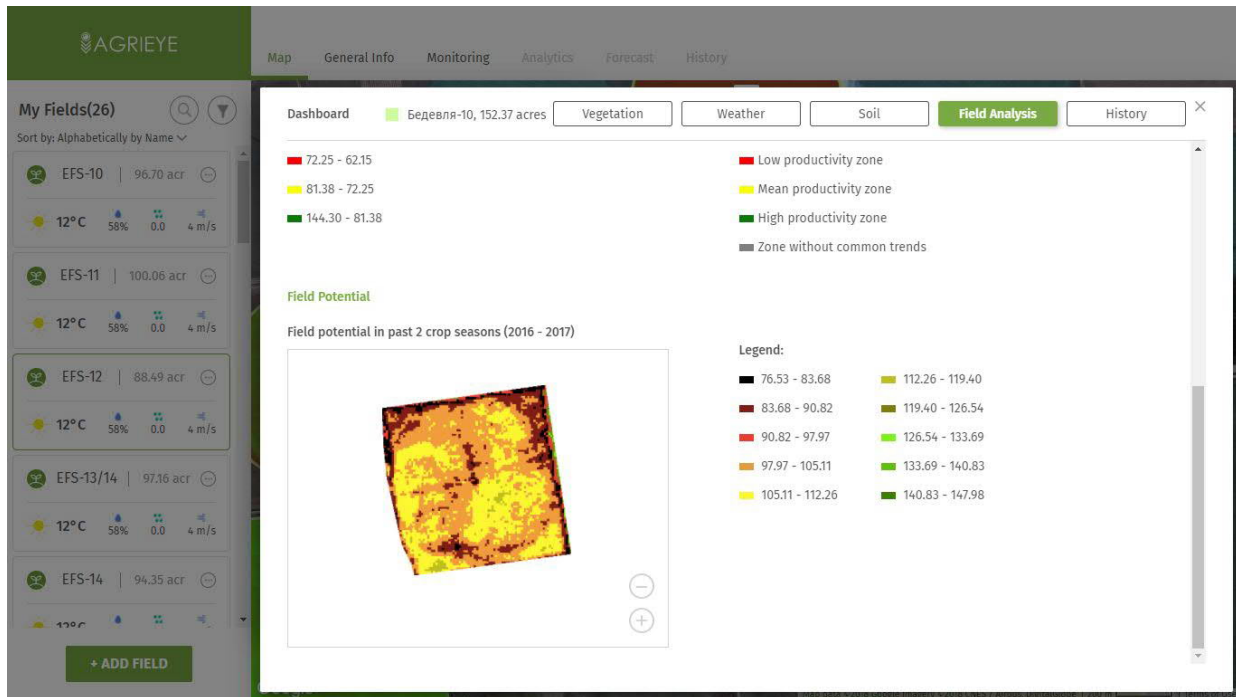 AGRIEYE
Map General Info Monitoring Analytics Forecast History
My Fields(26)
Sort by: Alphabetically by Name
EFS-10 | 96.70 acr
12°C 58% 0.0 4 m/s
EFS-11 | 100.06 acr
12°C 58% 0.0 4 m/s
EFS-12 | 88.49 acr
12°C 58% 0.0 4 m/s
EFS-13/14 | 97.16 acr
12°C 58% 0.0 4 m/s
EFS-14 | 94.35 acr
12°C
+ ADD FIELD
Dashboard Бедевля-10, 152.37 acres Vegetation Weather Soil Field Analysis History
72.25 - 62.15
81.38 - 72.25
144.30 - 81.38
Low productivity zone
Mean productivity zone
High productivity zone
Zone without common trends
Field Potential
Field potential in past 2 crop seasons (2016 - 2017)
Legend:
76.53 - 83.68
83.68 - 90.82
90.82 - 97.97
97.97 - 105.11
105.11 - 112.26
112.26 - 119.40
119.40 - 126.54
126.54 - 133.69
133.69 - 140.83
140.83 - 147.98